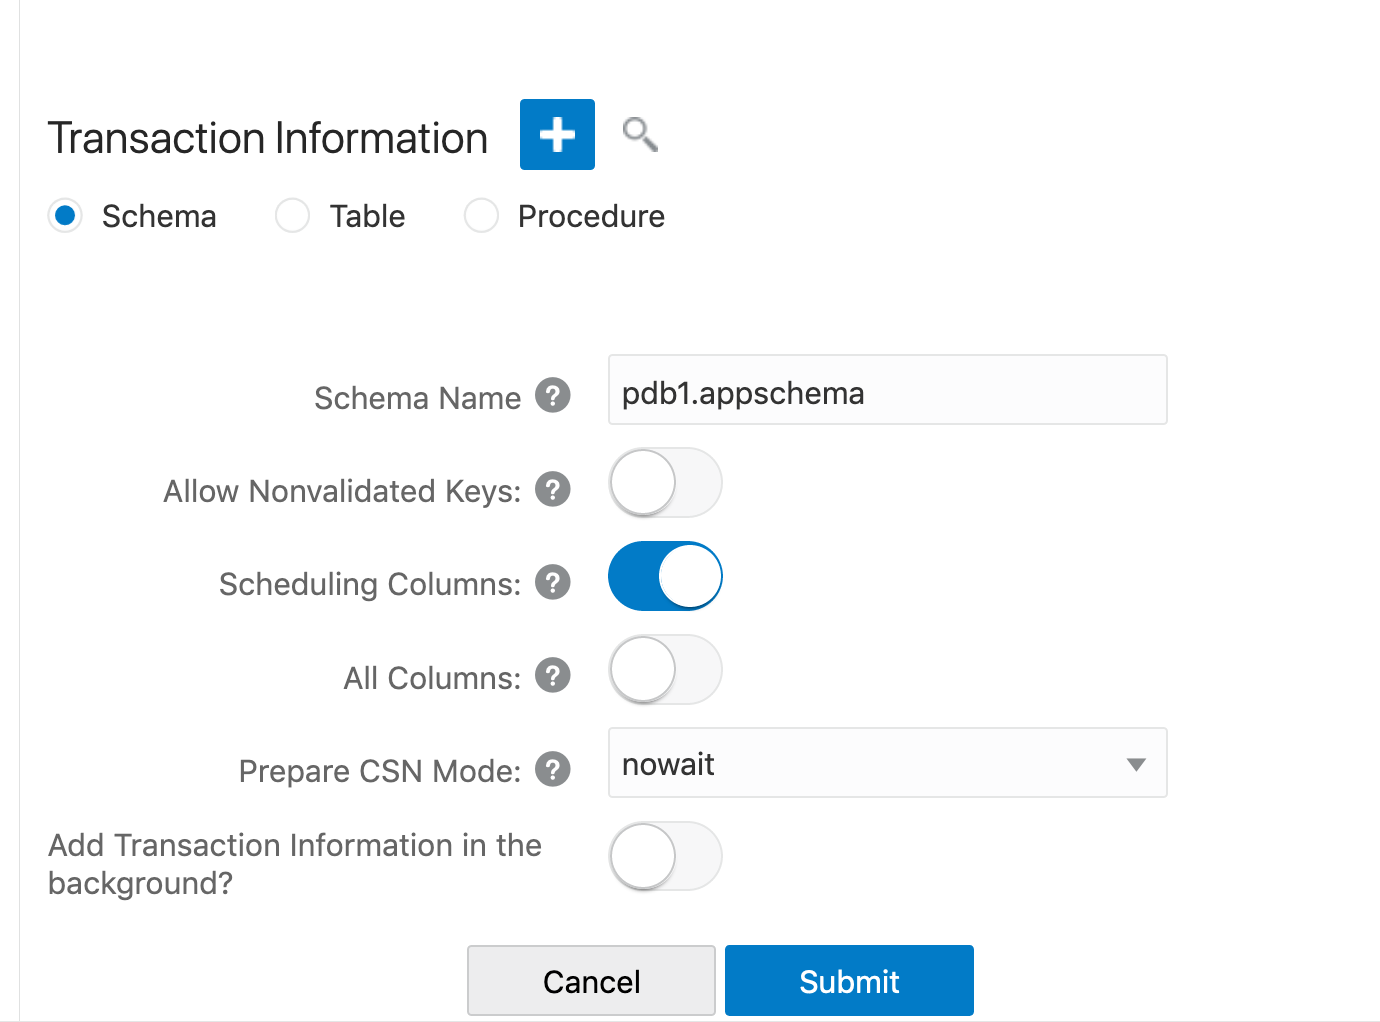 Transaction Information
Schema Table Procedure
Schema Name ? pdb1.appschema
Allow Nonvalidated Keys: ?
Scheduling Columns: ?
All Columns: ?
Prepare CSN Mode: ? nowait
Add Transaction Information in the
background?
Cancel Submit